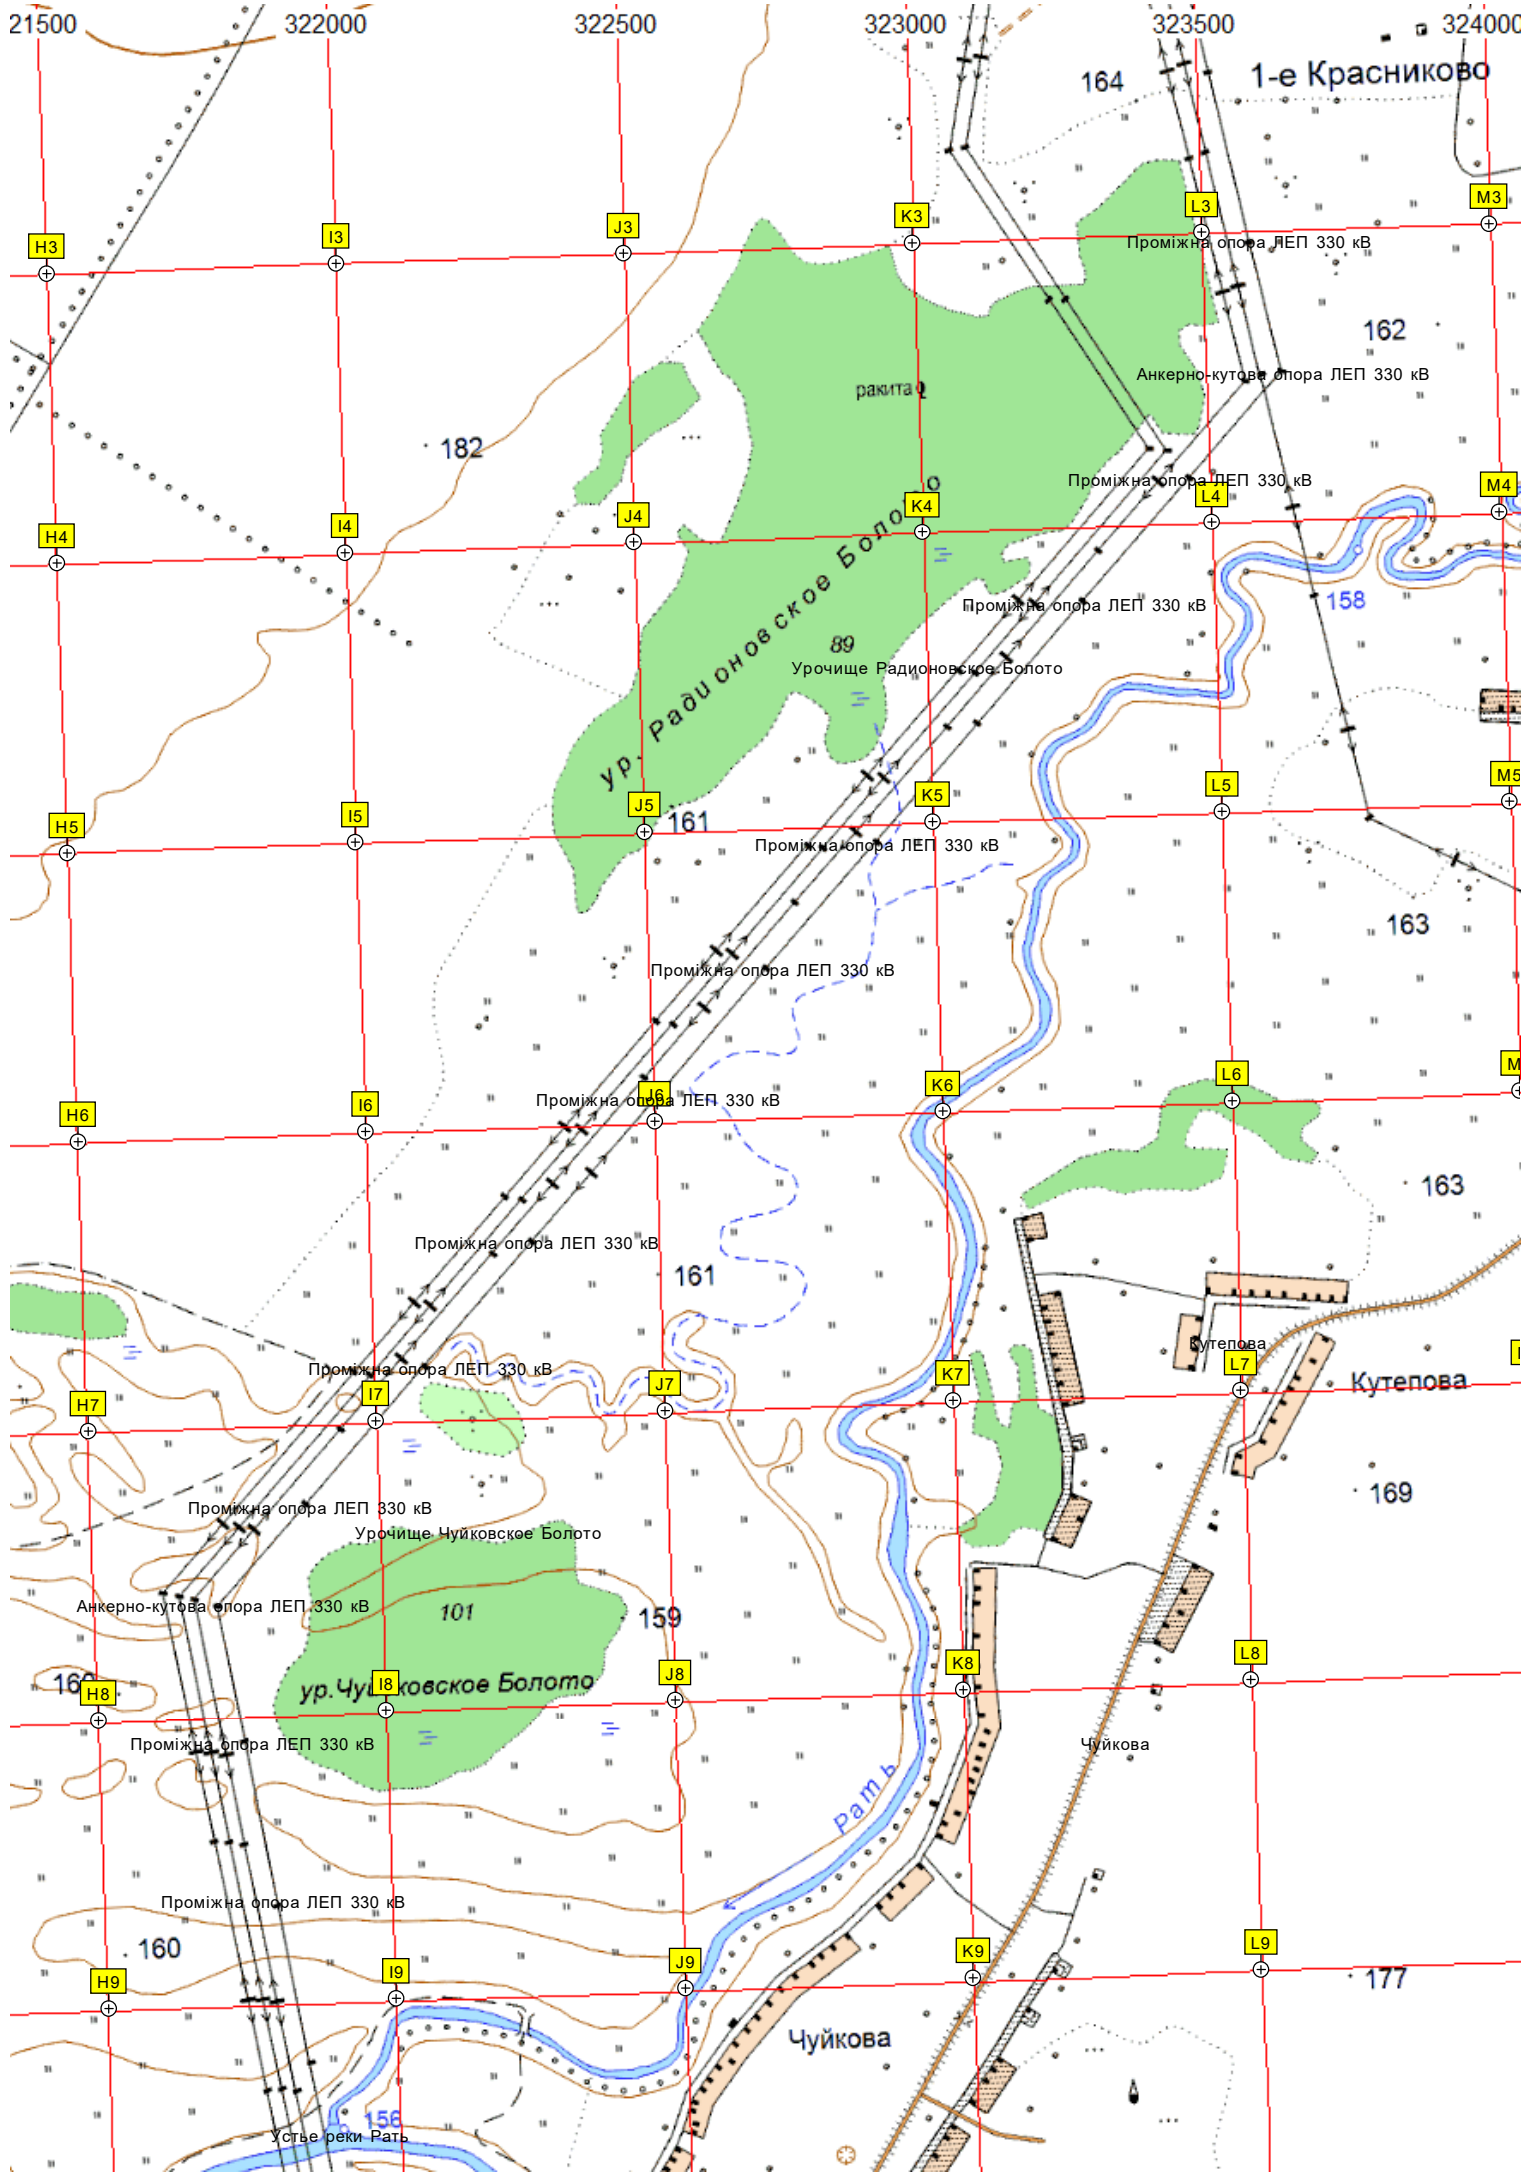 21500 322000 322500 323000 323500 324000
164
1-е Красниково
H3 I3 J3 K3 L3 M3
Проміжна опора ЛЕП 330 кВ
162
Анкерно-кутова опора ЛЕП 330 кВ
ракита
182
Проміжна опора ЛЕП 330 кВ
H4 I4 J4 K4 L4 M4
158
Проміжна опора ЛЕП 330 кВ
89
ур. Радионовское Болото
Урочище Радионовское Болото
H5 I5 J5 K5 L5 M5
161
Проміжна опора ЛЕП 330 кВ
163
Проміжна опора ЛЕП 330 кВ
H6 I6 J6 K6 L6 M
Проміжна опора ЛЕП 330 кВ
163
Проміжна опора ЛЕП 330 кВ
161
Кутепова
Проміжна опора ЛЕП 330 кВ
H7 I7 J7 K7 L7
Кутепова
169
Проміжна опора ЛЕП 330 кВ
Урочище Чуйковское Болото
Анкерно-кутова опора ЛЕП 330 кВ
101
159
160
ур.Чуйковское Болото
H8 I8 J8 K8 L8
Проміжна опора ЛЕП 330 кВ
Чуйкова
Рать
Проміжна опора ЛЕП 330 кВ
160
H9 I9 J9 K9 L9
177
Чуйкова
156
Устье реки Рать